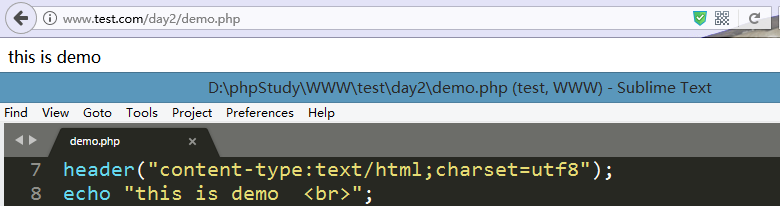 www.test.com/day2/demo.php
this is demo
D:\phpStudy\WWW\test\day2\demo.php (test, WWW) - Sublime Text
Find View Goto Tools Project Preferences Help
demo.php ×
7 header("content-type:text/html;charset=utf8");
8 echo "this is demo  <br>";